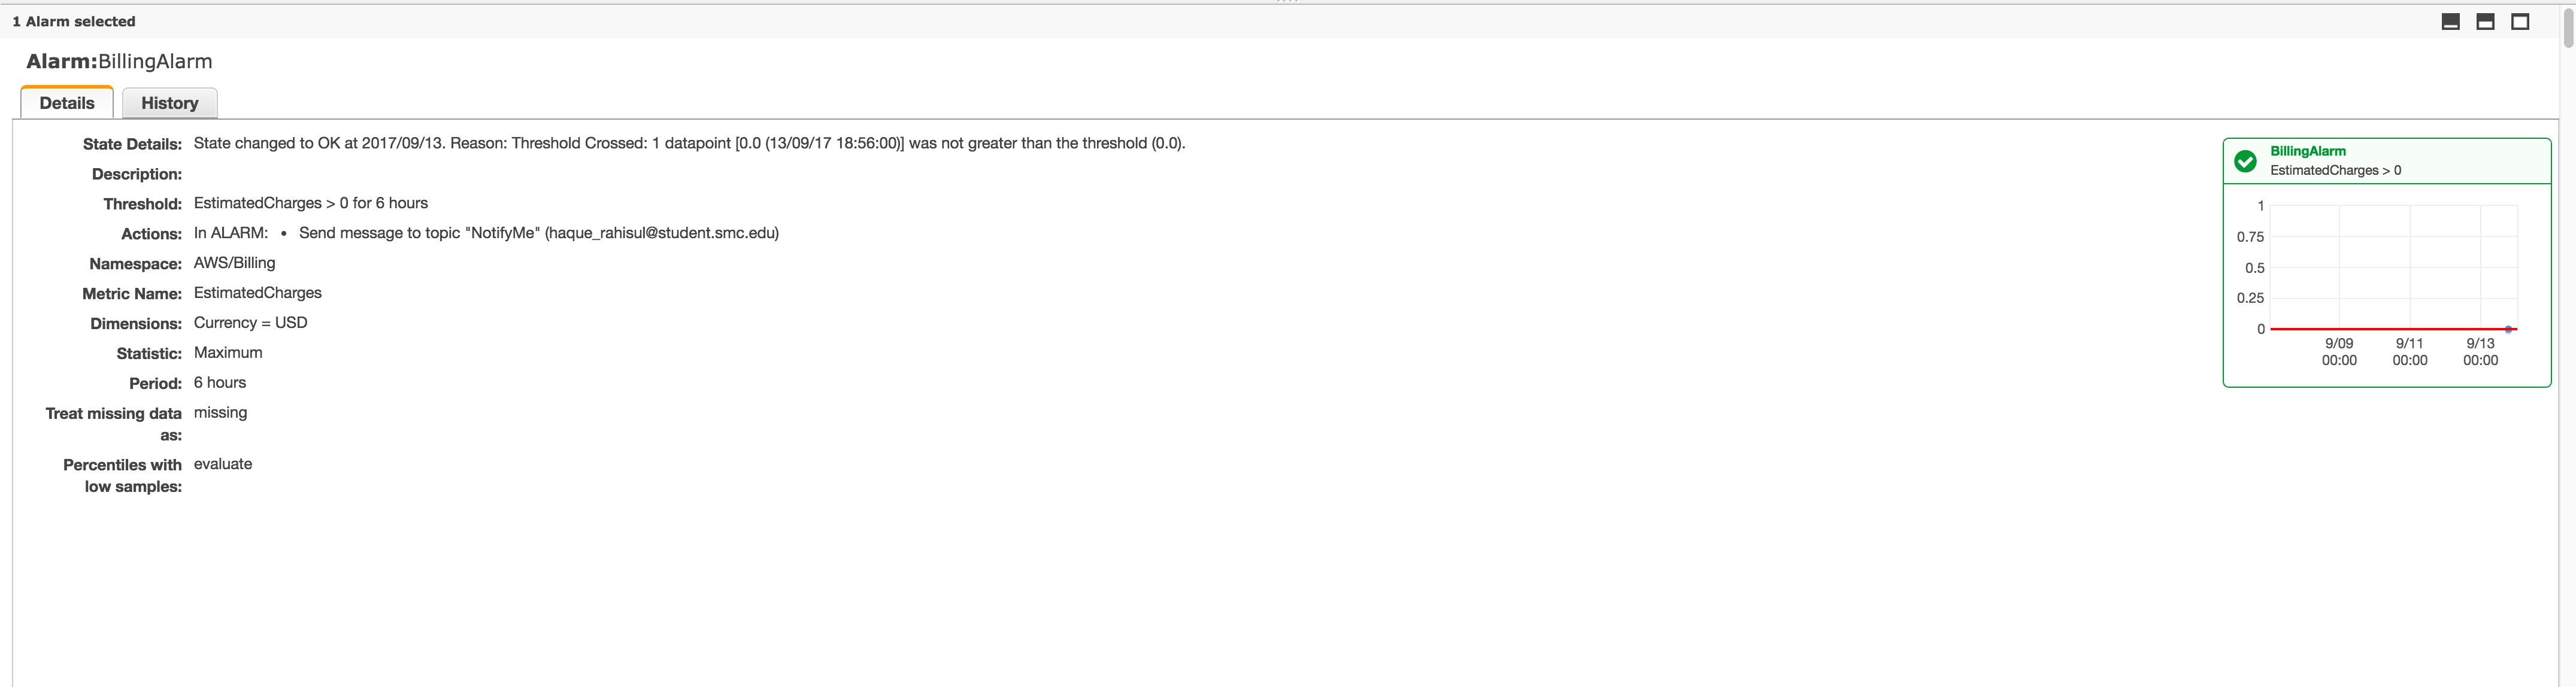 1 Alarm selected
Alarm:BillingAlarm
Details History
State Details: State changed to OK at 2017/09/13. Reason: Threshold Crossed: 1 datapoint [0.0 (13/09/17 18:56:00)] was not greater than the threshold (0.0).
Description:
Threshold: EstimatedCharges > 0 for 6 hours
Actions: In ALARM: • Send message to topic "NotifyMe" (haque_rahisul@student.smc.edu)
Namespace: AWS/Billing
Metric Name: EstimatedCharges
Dimensions: Currency = USD
Statistic: Maximum
Period: 6 hours
Treat missing data missing
as:
Percentiles with evaluate
low samples:
BillingAlarm
EstimatedCharges > 0
1
0.75
0.5
0.25
0
9/09 9/11 9/13
00:00 00:00 00:00